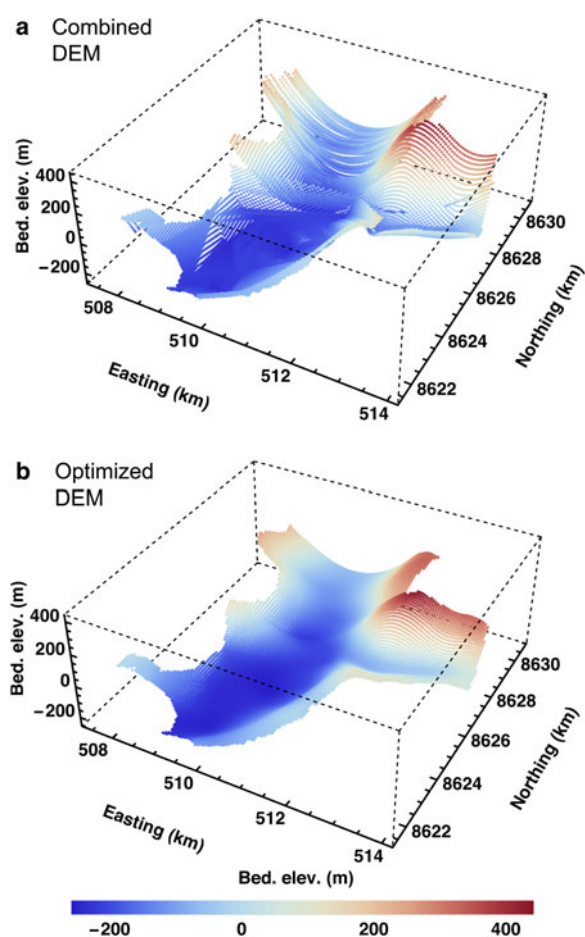 a Combined
DEM
Bed. elev. (m)
400
200
0
−200
508
510
512
514
Easting (km)
8622
8624
8626
8628
8630
Northing (km)
b Optimized
DEM
Bed. elev. (m)
400
200
0
−200
508
510
512
514
Easting (km)
8622
8624
8626
8628
8630
Northing (km)
Bed. elev. (m)
−200 0 200 400